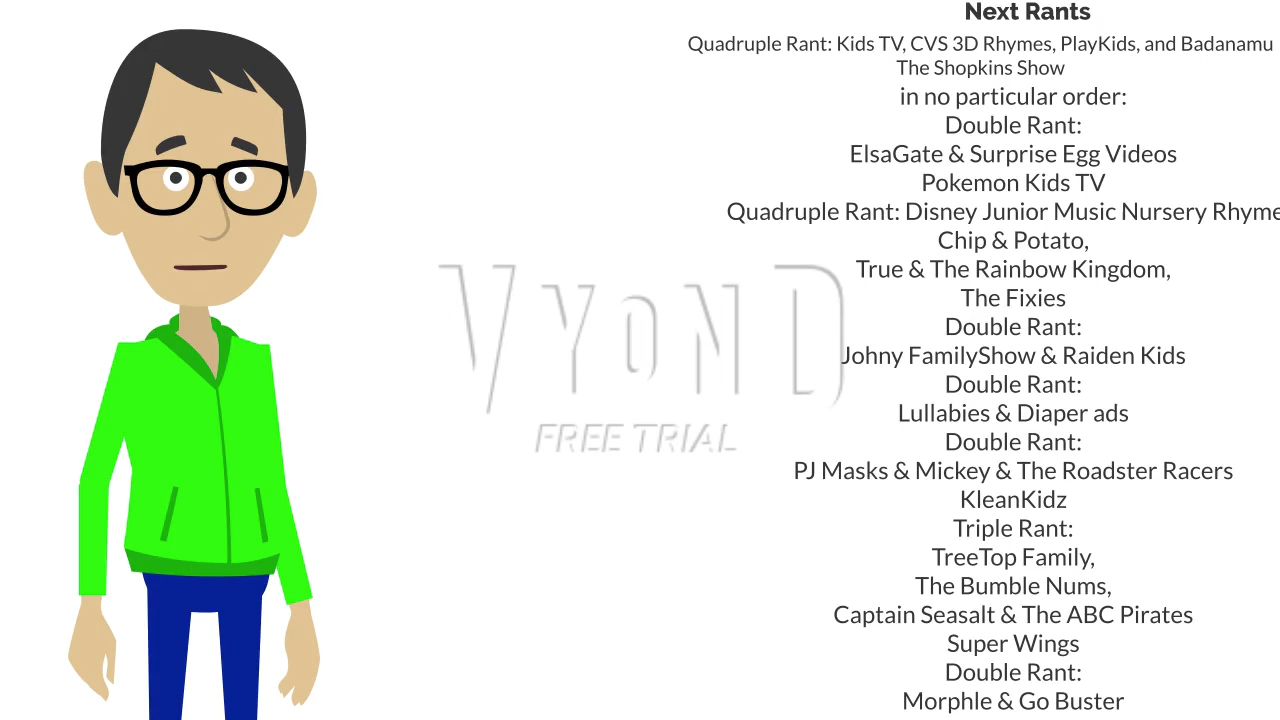 Next Rants
Quadruple Rant: Kids TV, CVS 3D Rhymes, PlayKids, and Badanamu
The Shopkins Show
in no particular order:
Double Rant:
ElsaGate & Surprise Egg Videos
Pokemon Kids TV
Quadruple Rant: Disney Junior Music Nursery Rhyme
Chip & Potato,
True & The Rainbow Kingdom,
The Fixies
Double Rant:
Johny FamilyShow & Raiden Kids
Double Rant:
Lullabies & Diaper ads
Double Rant:
PJ Masks & Mickey & The Roadster Racers
KleanKidz
Triple Rant:
TreeTop Family,
The Bumble Nums,
Captain Seasalt & The ABC Pirates
Super Wings
Double Rant:
Morphle & Go Buster
VYOND
FREE TRIAL